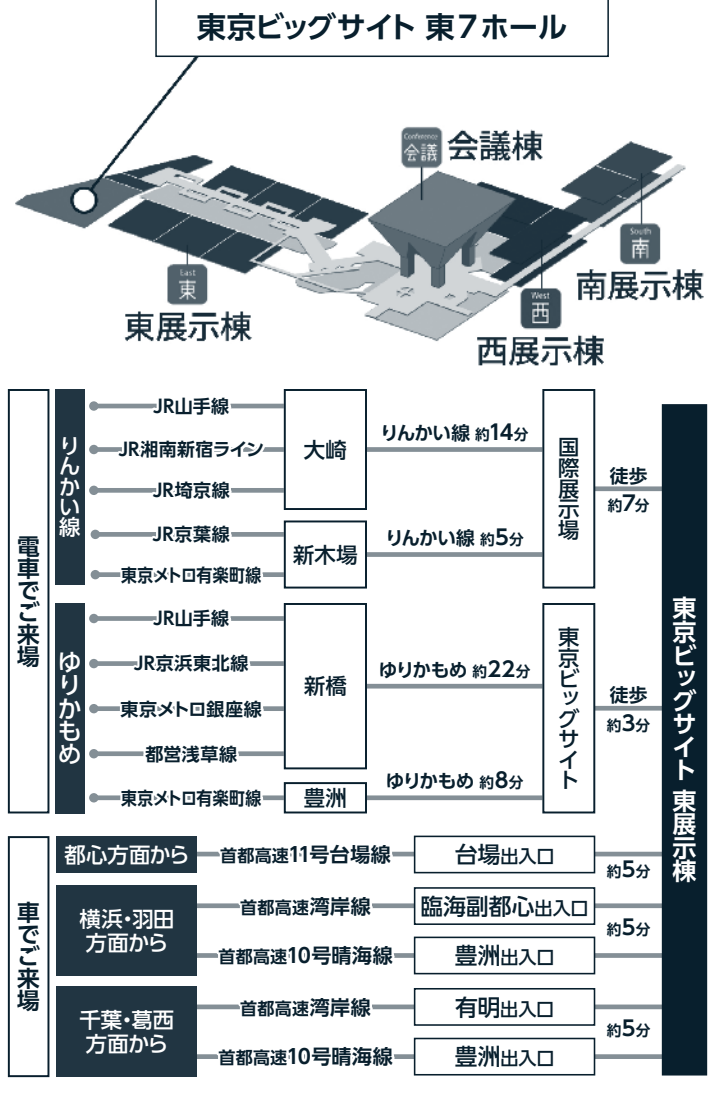 東京ビッグサイト 東7ホール
Conference
会議
会議棟
South
南
南展示棟
East
東
東展示棟
West
西
西展示棟
電車でご来場
りんかい線
JR山手線
JR湘南新宿ライン
JR埼京線
大崎
りんかい線 約14分
JR京葉線
東京メトロ有楽町線
新木場
りんかい線 約5分
国際展示場
徒歩
約7分
ゆりかもめ
JR山手線
JR京浜東北線
東京メトロ銀座線
都営浅草線
新橋
ゆりかもめ 約22分
東京メトロ有楽町線
豊洲
ゆりかもめ 約8分
東京ビッグサイト
徒歩
約3分
東京ビッグサイト 東展示棟
車でご来場
都心方面から
首都高速11号台場線
台場出入口
約5分
横浜・羽田
方面から
首都高速湾岸線
臨海副都心出入口
首都高速10号晴海線
豊洲出入口
約5分
千葉・葛西
方面から
首都高速湾岸線
有明出入口
首都高速10号晴海線
豊洲出入口
約5分